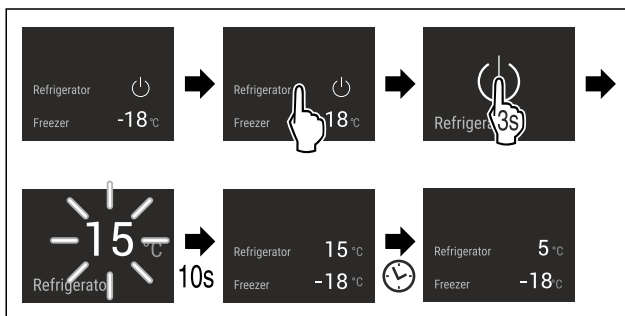 Refrigerator
Freezer -18 °C
Refrigerator
Freezer 18 °C
Refrigera
3s
15 °C
Refrigerato
10s
Refrigerator 15 °C
Freezer -18 °C
Refrigerator 5 °C
Freezer -18 °C